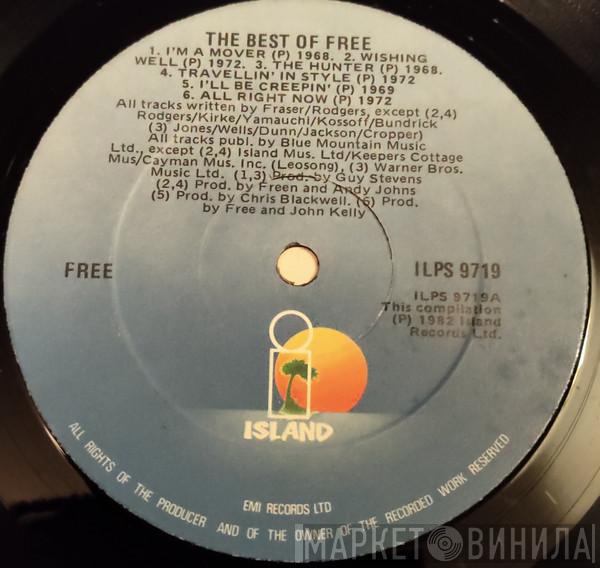 THE BEST OF FREE
1. I'M A MOVER (P) 1968. 2. WISHING
WELL (P) 1972. 3. THE HUNTER (P) 1968.
4. TRAVELLIN' IN STYLE (P) 1972
5. I'LL BE CREEPIN' (P) 1969
6. ALL RIGHT NOW (P) 1972
All tracks written by Fraser/Rodgers, except (2,4)
Rodgers/Kirke/Yamauchi/Kossoff/Bundrick
(3) Jones/Wells/Dunn/Jackson/Cropper)
All tracks publ. by Blue Mountain Music
Ltd., except (2,4) Island Mus. Ltd/Keepers Cottage
Mus/Cayman Mus. Inc. (Leosong), (3) Warner Bros.
Music Ltd. (1,3) Prod. by Guy Stevens
(2,4) Prod. by Freen and Andy Johns
(5) Prod. by Chris Blackwell. (6) Prod.
by Free and John Kelly
FREE
ILPS 9719
ILPS 9719A
This compilation
(P) 1982 Island
Records Ltd.
ISLAND
EMI RECORDS LTD
ALL RIGHTS OF THE PRODUCER AND OF THE OWNER OF THE RECORDED WORK RESERVED
МАРКЕТ ВИНИЛА